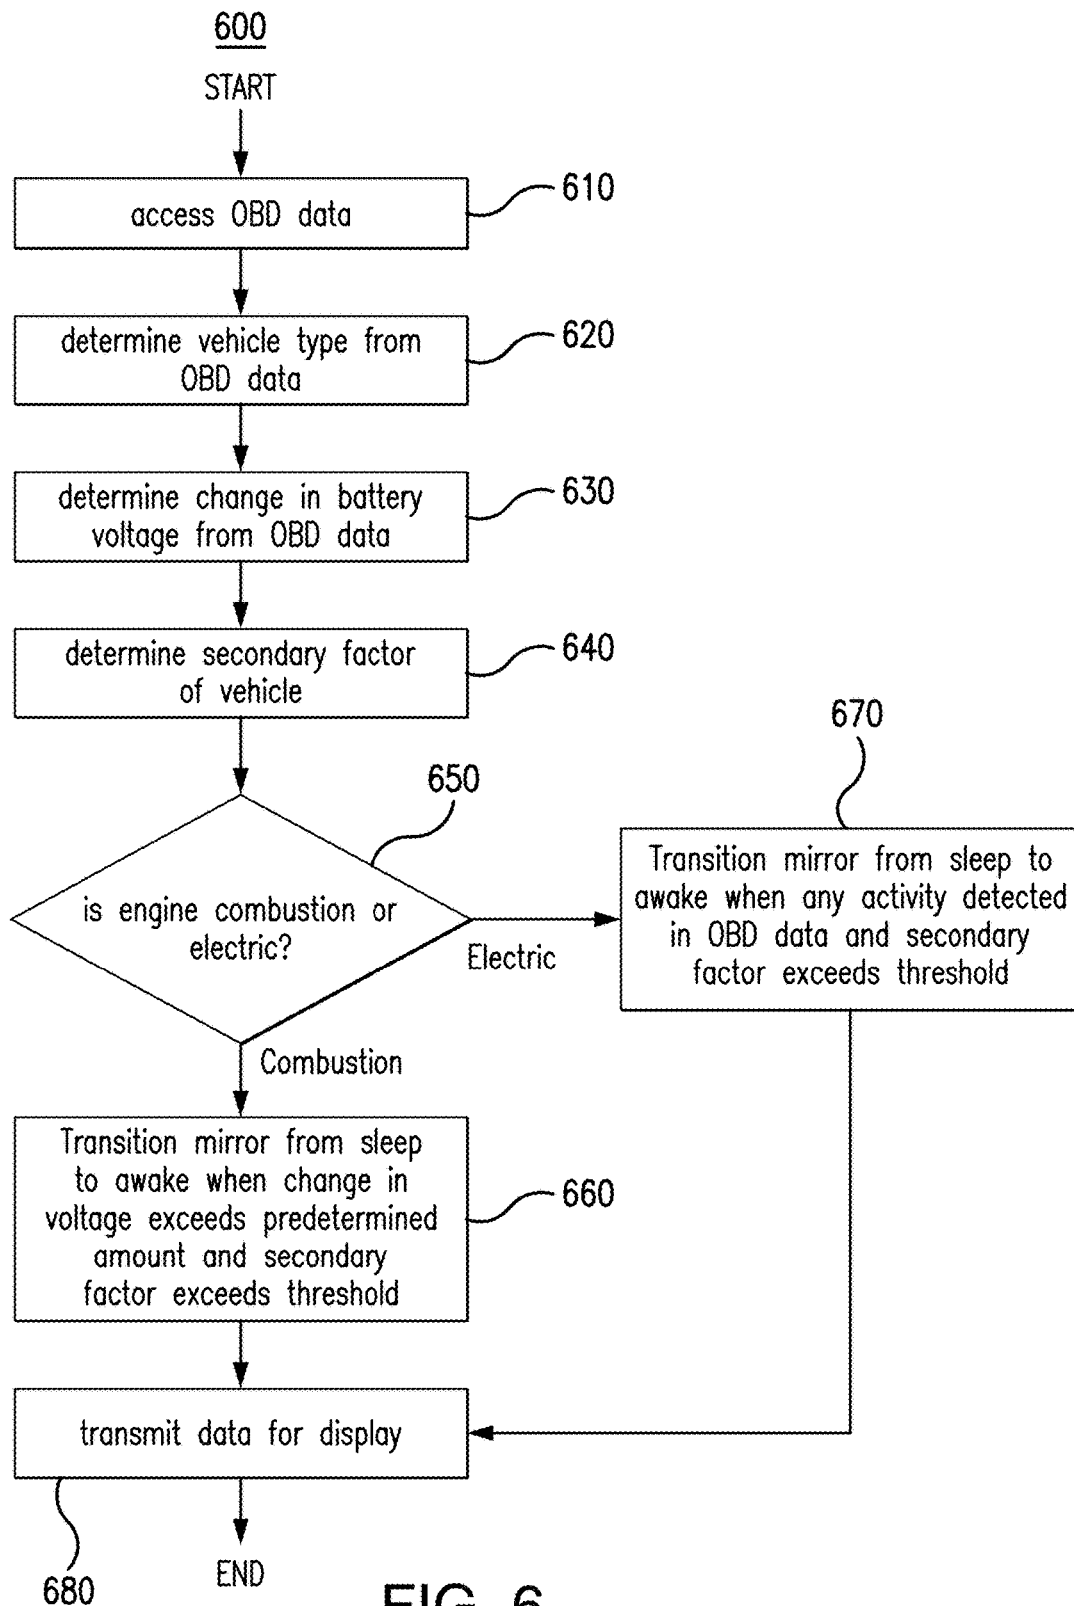 600
START
access OBD data
610
determine vehicle type from
OBD data
620
determine change in battery
voltage from OBD data
630
determine secondary factor
of vehicle
640
650
is engine combustion or
electric?
Electric
Combustion
670
Transition mirror from sleep to
awake when any activity detected
in OBD data and secondary
factor exceeds threshold
Transition mirror from sleep
to awake when change in
voltage exceeds predetermined
amount and secondary
factor exceeds threshold
660
transmit data for display
680
END
FIG. 6